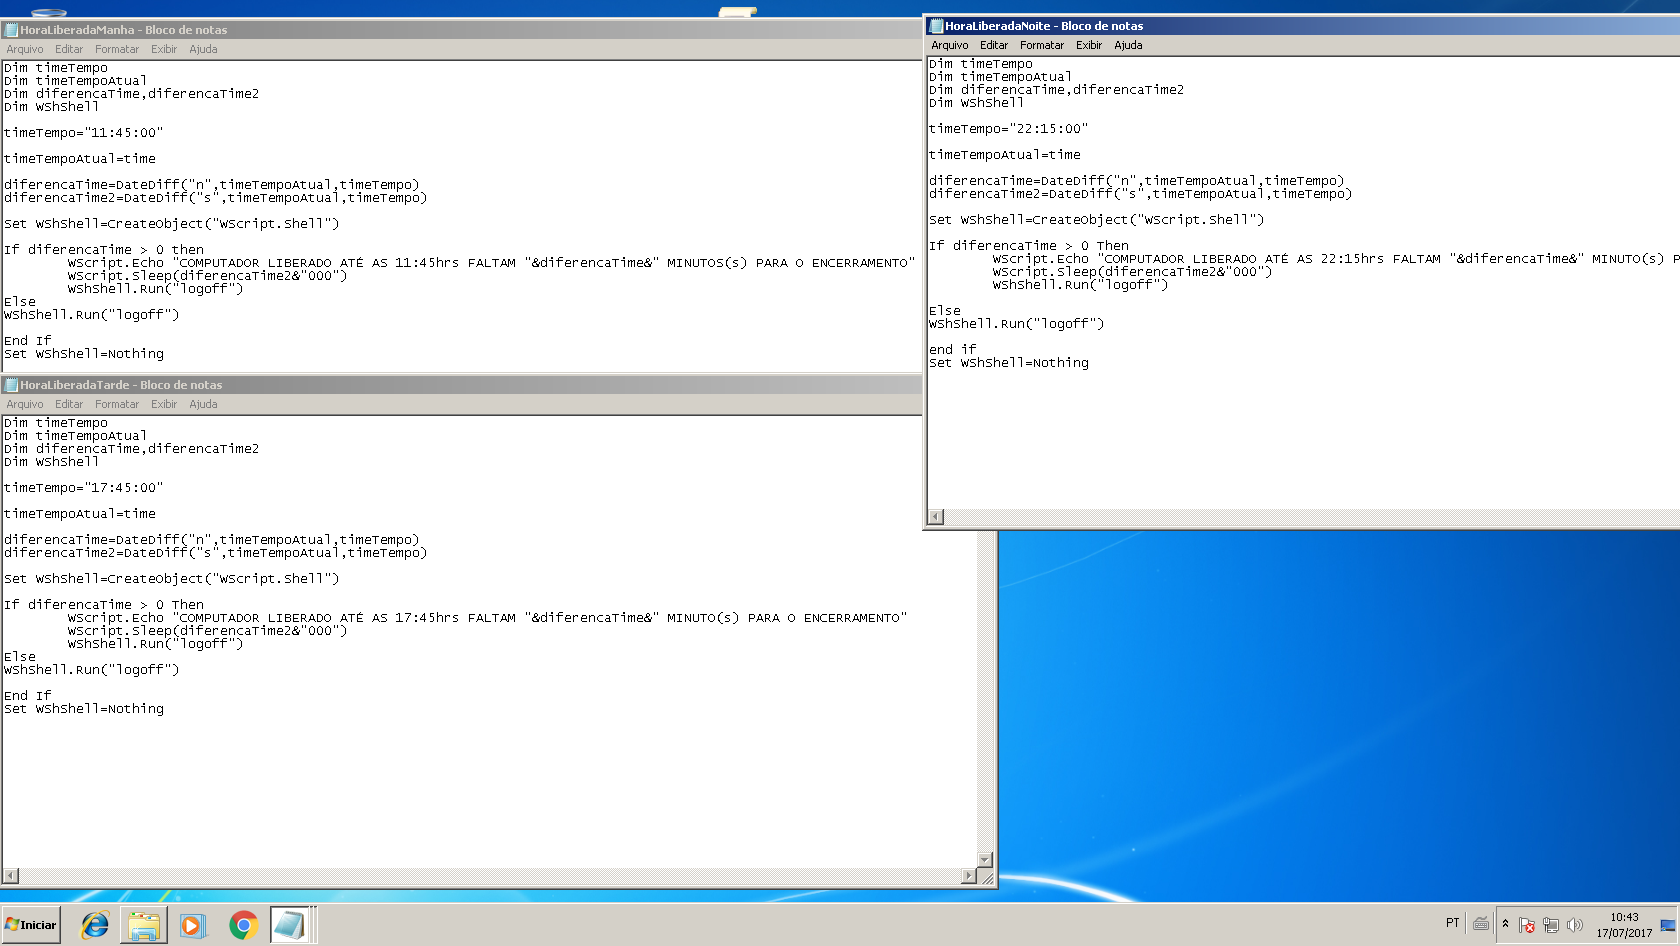 HoraLiberadaManha - Bloco de notas
Arquivo Editar Formatar Exibir Ajuda
Dim timeTempo
Dim timeTempoAtual
Dim diferencaTime,diferencaTime2
Dim WShShell
timeTempo="11:45:00"
timeTempoAtual=time
diferencaTime=DateDiff("n",timeTempoAtual,timeTempo)
diferencaTime2=DateDiff("s",timeTempoAtual,timeTempo)
Set WShShell=CreateObject("WScript.Shell")
If diferencaTime > 0 then
WScript.Echo "COMPUTADOR LIBERADO ATÉ AS 11:45hrs FALTAM "&diferencaTime&" MINUTOS(s) PARA O ENCERRAMENTO"
WScript.Sleep(diferencaTime2&"000")
WShShell.Run("logoff")
Else
WShShell.Run("logoff")
End If
Set WShShell=Nothing
HoraLiberadaTarde - Bloco de notas
Arquivo Editar Formatar Exibir Ajuda
Dim timeTempo
Dim timeTempoAtual
Dim diferencaTime,diferencaTime2
Dim WShShell
timeTempo="17:45:00"
timeTempoAtual=time
diferencaTime=DateDiff("n",timeTempoAtual,timeTempo)
diferencaTime2=DateDiff("s",timeTempoAtual,timeTempo)
Set WShShell=CreateObject("WScript.Shell")
If diferencaTime > 0 Then
WScript.Echo "COMPUTADOR LIBERADO ATÉ AS 17:45hrs FALTAM "&diferencaTime&" MINUTO(s) PARA O ENCERRAMENTO"
WScript.Sleep(diferencaTime2&"000")
WShShell.Run("logoff")
Else
WShShell.Run("logoff")
End If
Set WShShell=Nothing
HoraLiberadaNoite - Bloco de notas
Arquivo Editar Formatar Exibir Ajuda
Dim timeTempo
Dim timeTempoAtual
Dim diferencaTime,diferencaTime2
Dim WShShell
timeTempo="22:15:00"
timeTempoAtual=time
diferencaTime=DateDiff("n",timeTempoAtual,timeTempo)
diferencaTime2=DateDiff("s",timeTempoAtual,timeTempo)
Set WShShell=CreateObject("WScript.Shell")
If diferencaTime > 0 Then
WScript.Echo "COMPUTADOR LIBERADO ATÉ AS 22:15hrs FALTAM "&diferencaTime&" MINUTO(s) P
WScript.Sleep(diferencaTime2&"000")
WShShell.Run("logoff")
Else
WShShell.Run("logoff")
end if
Set WShShell=Nothing
Iniciar
PT
10:43
17/07/2017